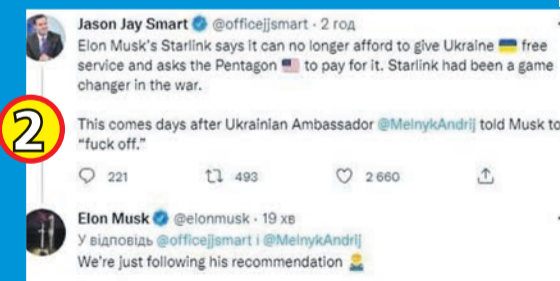 Jason Jay Smart @officejjsmart · 2 год
Elon Musk's Starlink says it can no longer afford to give Ukraine 🇺🇦 free
service and asks the Pentagon 🇺🇸 to pay for it. Starlink had been a game
changer in the war.
2
This comes days after Ukrainian Ambassador @MelnykAndrij told Musk to
"fuck off."
221 493 2 660
Elon Musk @elonmusk · 19 хв
У відповідь @officejjsmart і @MelnykAndrij
We're just following his recommendation